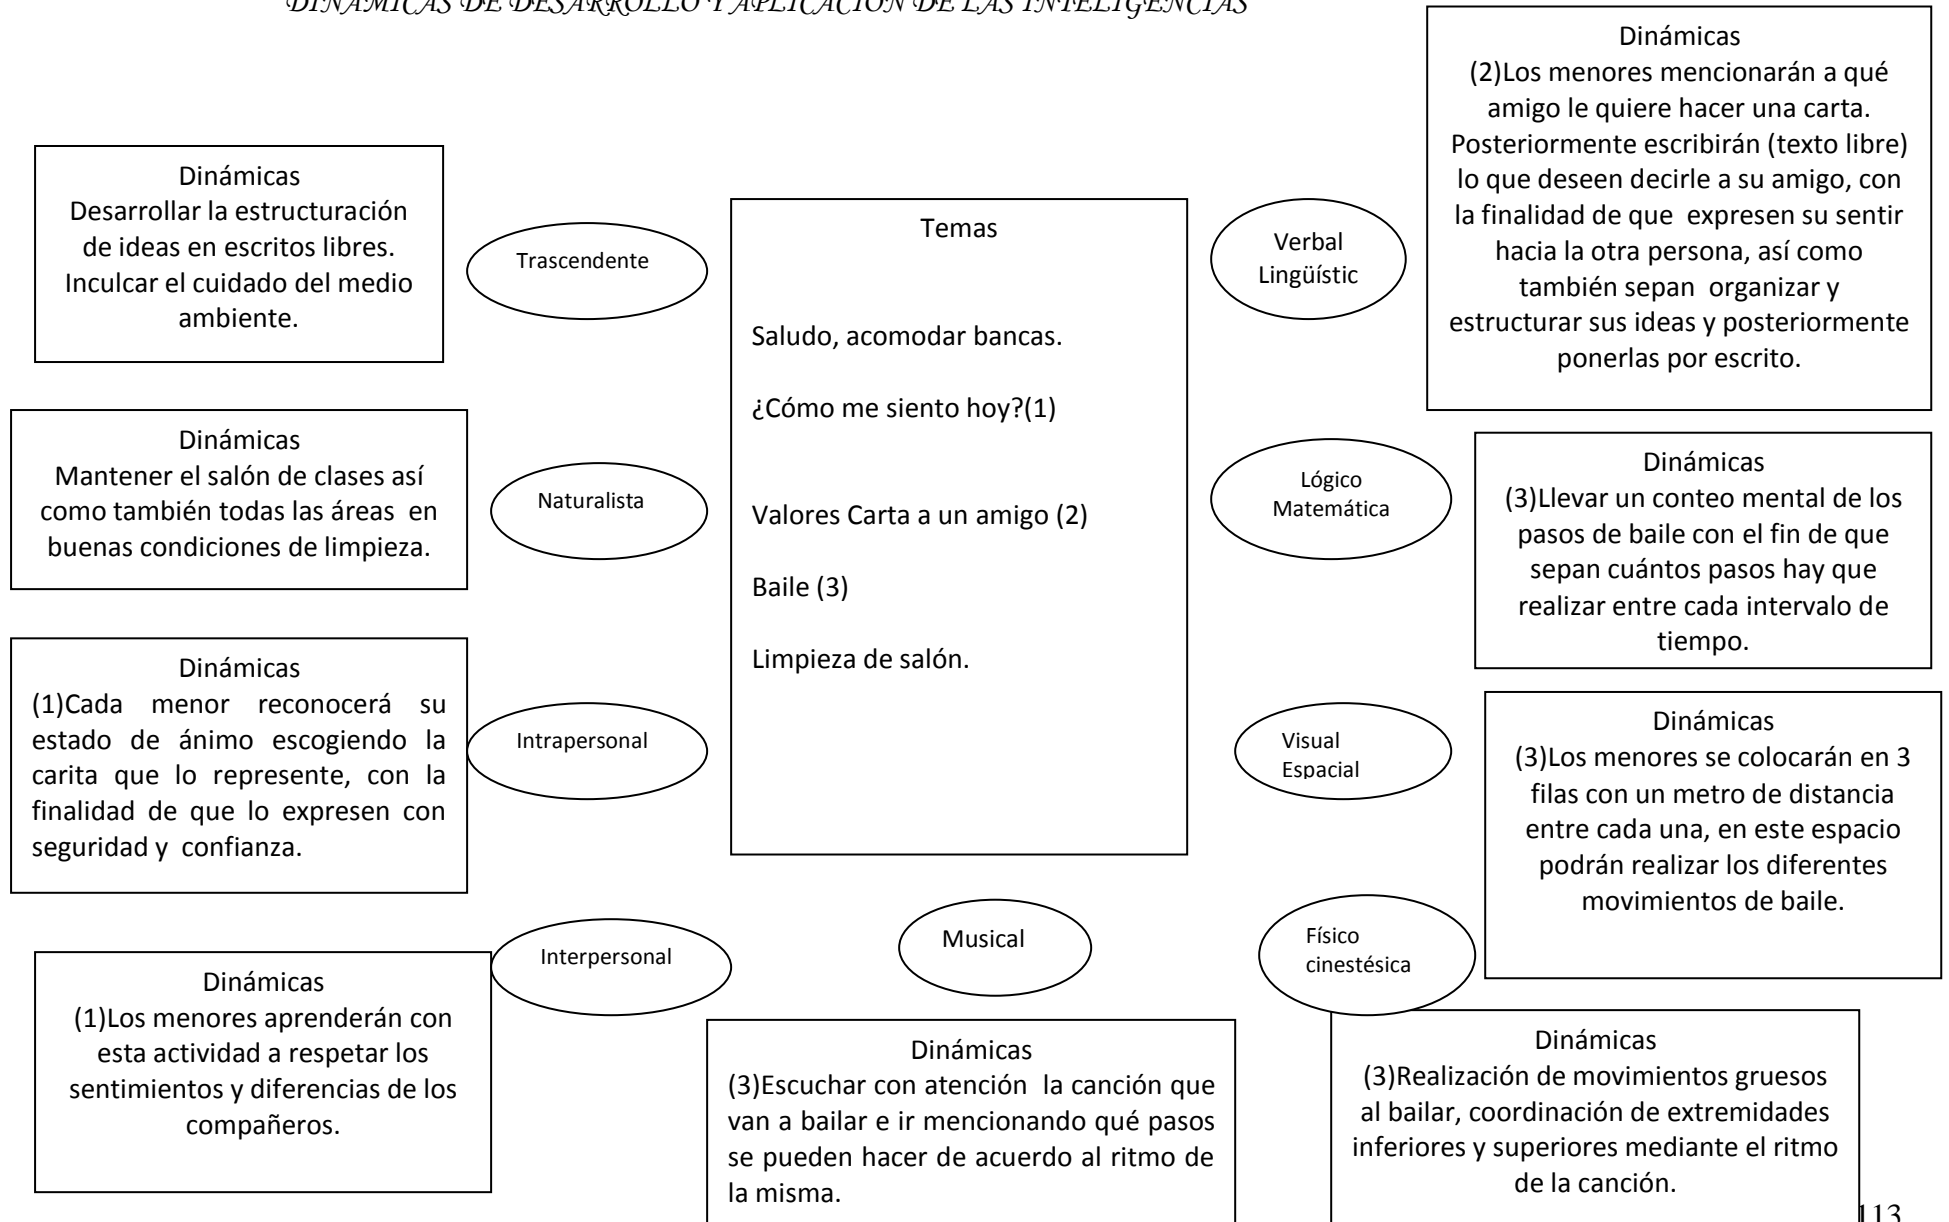 DINÁMICAS DE DESARROLLO Y APLICACIÓN DE LAS INTELIGENCIAS
Dinámicas
Desarrollar la estructuración
de ideas en escritos libres.
Inculcar el cuidado del medio
ambiente.
Trascendente
Dinámicas
Mantener el salón de clases así
como también todas las áreas en
buenas condiciones de limpieza.
Naturalista
Dinámicas
(1)Cada menor reconocerá su
estado de ánimo escogiendo la
carita que lo represente, con la
finalidad de que lo expresen con
seguridad y confianza.
Intrapersonal
Dinámicas
(1)Los menores aprenderán con
esta actividad a respetar los
sentimientos y diferencias de los
compañeros.
Interpersonal
Temas
Saludo, acomodar bancas.
¿Cómo me siento hoy?(1)
Valores Carta a un amigo (2)
Baile (3)
Limpieza de salón.
Musical
Dinámicas
(3)Escuchar con atención la canción que
van a bailar e ir mencionando qué pasos
se pueden hacer de acuerdo al ritmo de
la misma.
Verbal
Lingüístic
Dinámicas
(2)Los menores mencionarán a qué
amigo le quiere hacer una carta.
Posteriormente escribirán (texto libre)
lo que deseen decirle a su amigo, con
la finalidad de que expresen su sentir
hacia la otra persona, así como
también sepan organizar y
estructurar sus ideas y posteriormente
ponerlas por escrito.
Lógico
Matemática
Dinámicas
(3)Llevar un conteo mental de los
pasos de baile con el fin de que
sepan cuántos pasos hay que
realizar entre cada intervalo de
tiempo.
Visual
Espacial
Dinámicas
(3)Los menores se colocarán en 3
filas con un metro de distancia
entre cada una, en este espacio
podrán realizar los diferentes
movimientos de baile.
Físico
cinestésica
Dinámicas
(3)Realización de movimientos gruesos
al bailar, coordinación de extremidades
inferiores y superiores mediante el ritmo
de la canción.
113